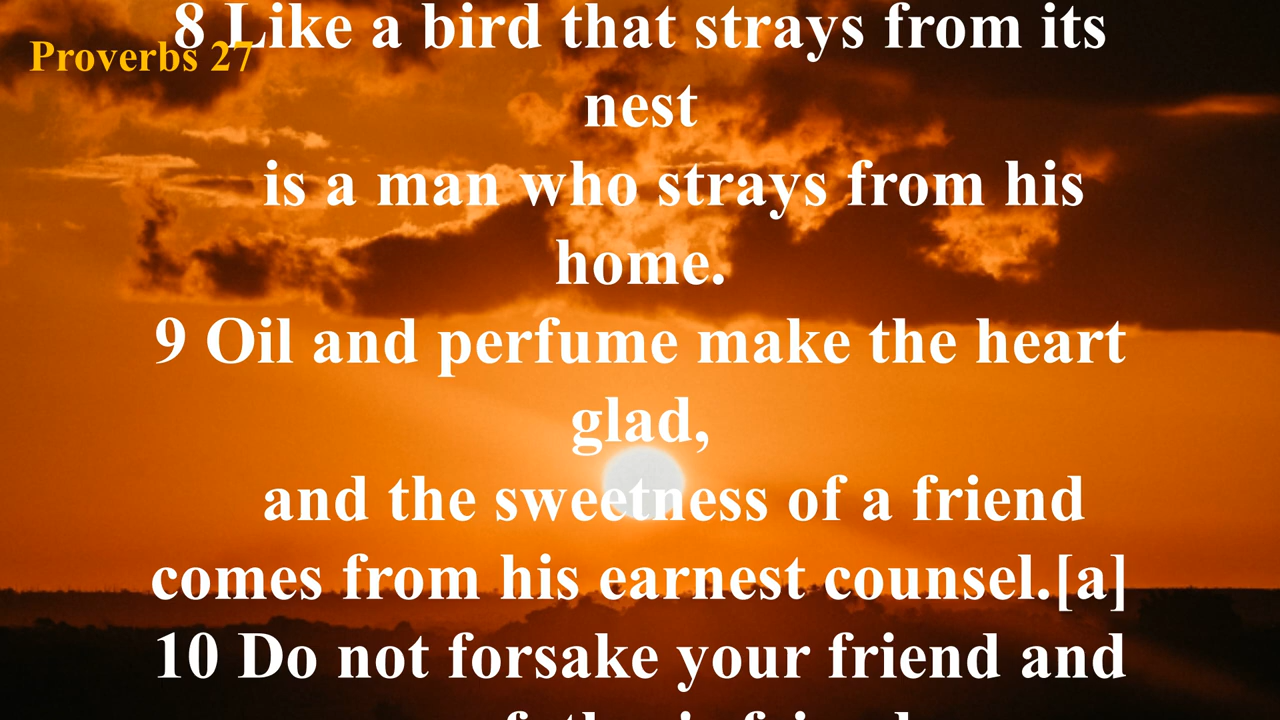 Proverbs 27
8 Like a bird that strays from its
nest
is a man who strays from his
home.
9 Oil and perfume make the heart
glad,
and the sweetness of a friend
comes from his earnest counsel.[a]
10 Do not forsake your friend and